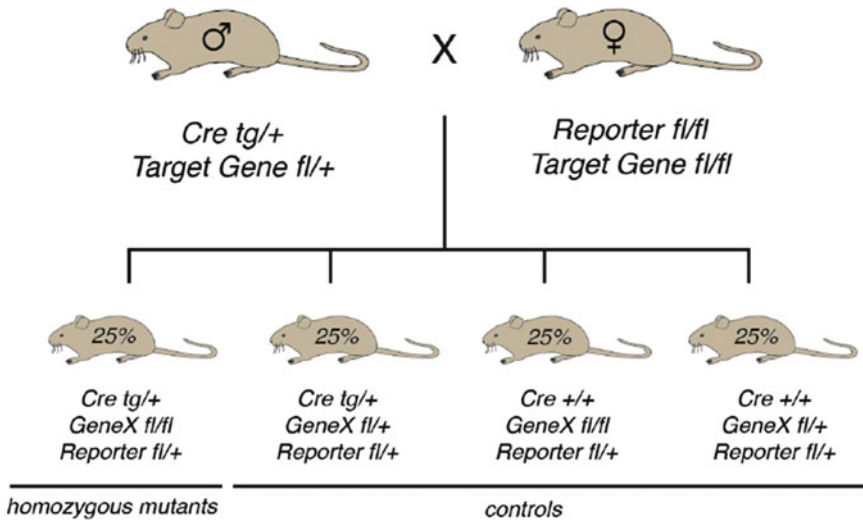 ♂ X ♀
Cre tg/+
Target Gene fl/+
Reporter fl/fl
Target Gene fl/fl
25%
Cre tg/+
GeneX fl/fl
Reporter fl/+
25%
Cre tg/+
GeneX fl/+
Reporter fl/+
25%
Cre +/+
GeneX fl/fl
Reporter fl/+
25%
Cre +/+
GeneX fl/+
Reporter fl/+
homozygous mutants
controls